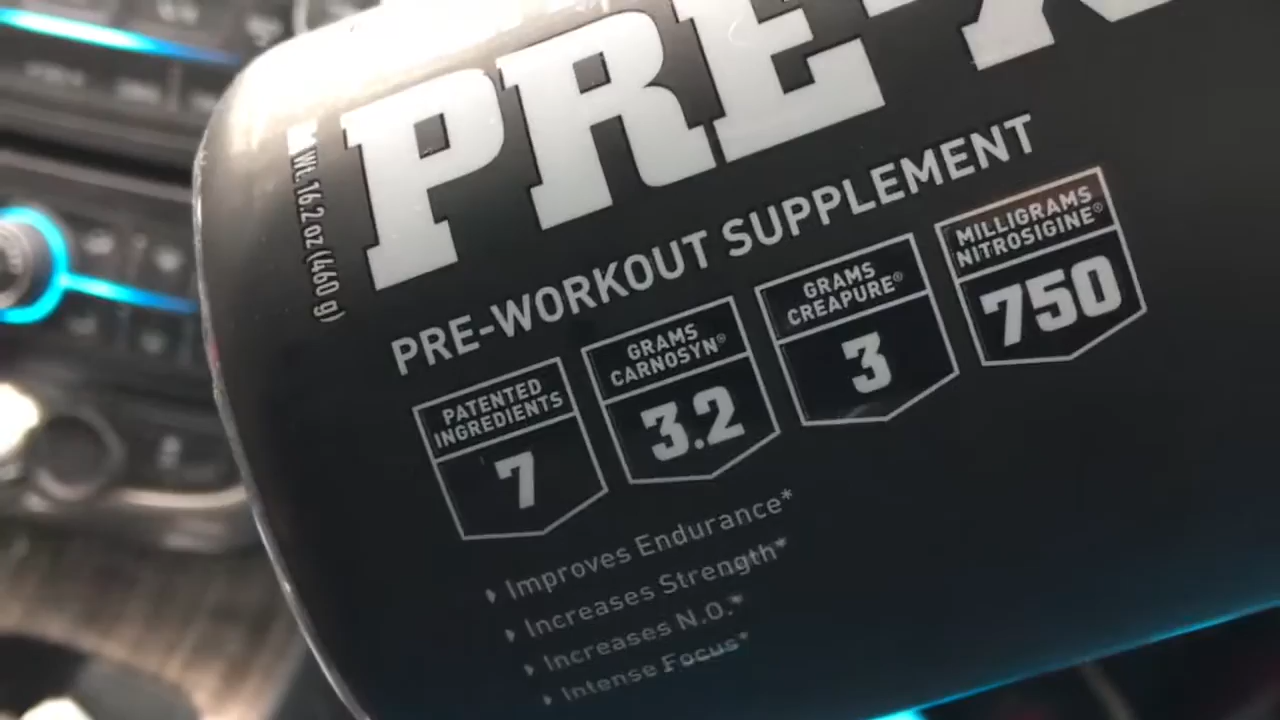 PRE
Wt. 16.2 oz (460 g)
PRE-WORKOUT SUPPLEMENT
PATENTED
INGREDIENTS
7
GRAMS
CARNOSYN®
3.2
GRAMS
CREAPURE®
3
MILLIGRAMS
NITROSIGINE®
750
Improves Endurance*
Increases Strength*
Increases N.O.*
Intense Focus*